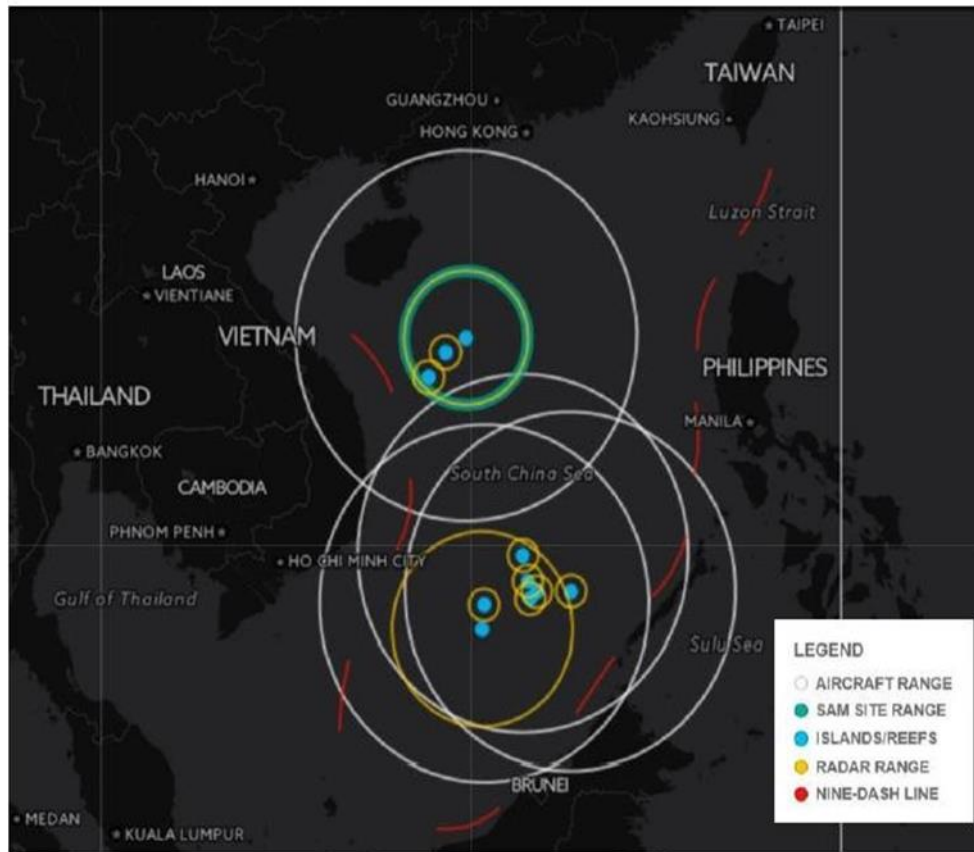 TAIPEI
TAIWAN
GUANGZHOU
KAOHSIUNG
HONG KONG
HANOI
Luzon Strait
LAOS
VIENTIANE
VIETNAM
PHILIPPINES
THAILAND
MANILA
BANGKOK
South China Sea
CAMBODIA
PHNOM PENH
HO CHI MINH CITY
Gulf of Thailand
Sulu Sea
LEGEND
AIRCRAFT RANGE
SAM SITE RANGE
ISLANDS/REEFS
RADAR RANGE
NINE-DASH LINE
BRUNEI
MEDAN
KUALA LUMPUR